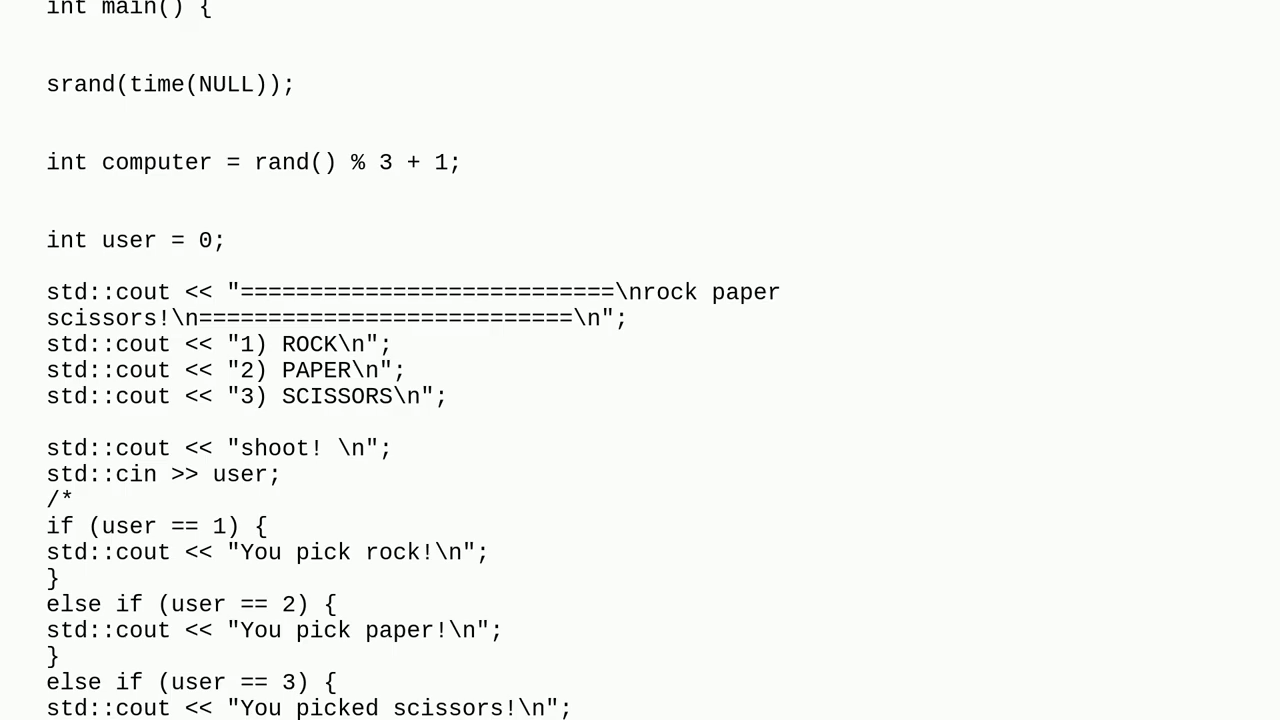 int main() {
srand(time(NULL));
int computer = rand() % 3 + 1;
int user = 0;
std::cout << "===========================\nrock paper
scissors!\n===========================\n";
std::cout << "1) ROCK\n";
std::cout << "2) PAPER\n";
std::cout << "3) SCISSORS\n";
std::cout << "shoot! \n";
std::cin >> user;
/*
if (user == 1) {
std::cout << "You pick rock!\n";
}
else if (user == 2) {
std::cout << "You pick paper!\n";
}
else if (user == 3) {
std::cout << "You picked scissors!\n";